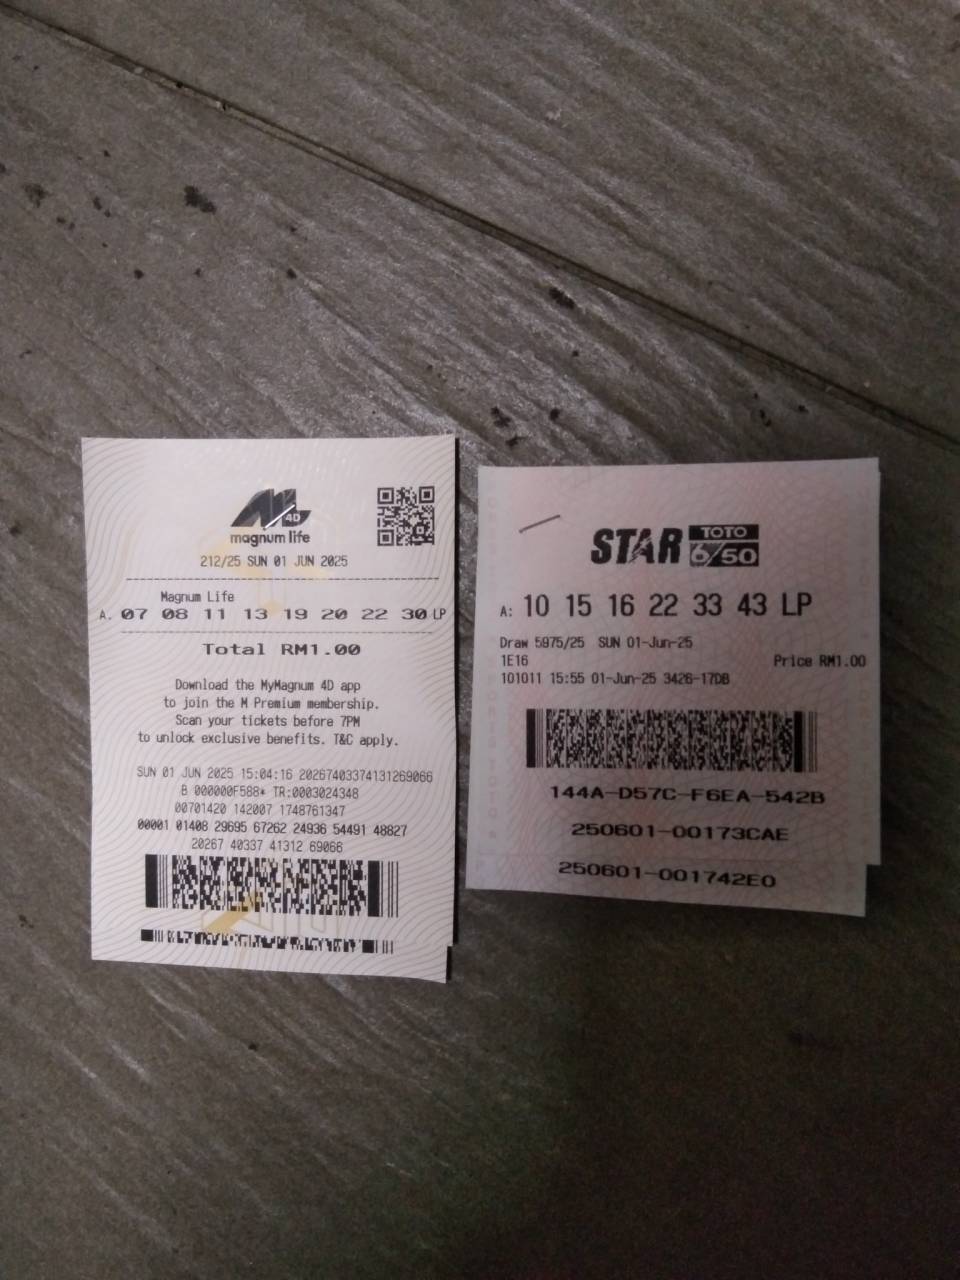 4D
magnum life
212/25 SUN 01 JUN 2025
Magnum Life
A. 07 08 11 13 19 20 22 30 LP
Total RM1.00
Download the MyMagnum 4D app
to join the M Premium membership.
Scan your tickets before 7PM
to unlock exclusive benefits. T&C apply.
SUN 01 JUN 2025 15:04:16 20267403374131269066
B 000000F588* TR:0003024348
00701420 142007 1748761347
00001 01408 29695 67262 24936 54491 48827
20267 40337 41312 69066
STAR TOTO 6/50
A: 10 15 16 22 33 43 LP
Draw 5975/25 SUN 01-Jun-25
1E16 Price RM1.00
101011 15:55 01-Jun-25 3426-17DB
144A-D57C-F6EA-542B
250601-00173CAE
250601-001742E0